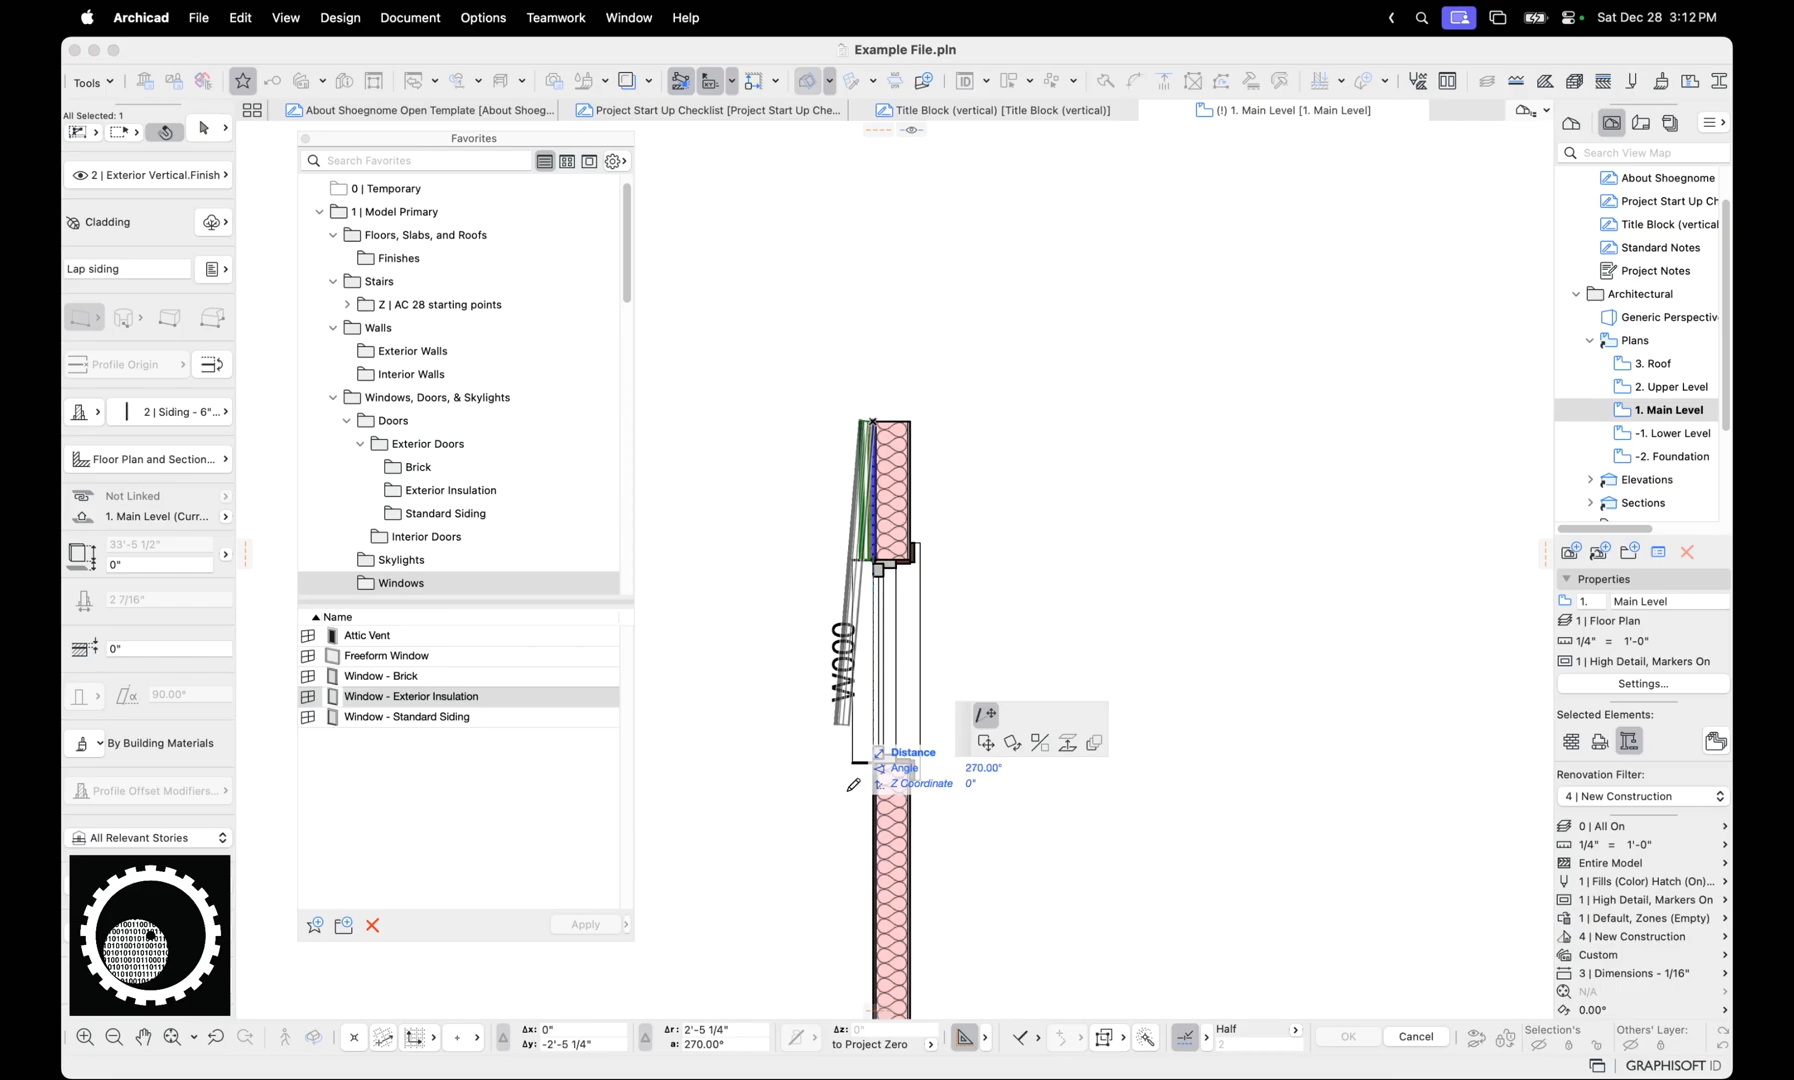 Archicad File Edit View Design Document Options Teamwork Window Help
Sat Dec 28 3:12 PM
Example File.pln
Tools
About Shoegnome Open Template [About Shoeg...
Project Start Up Checklist [Project Start Up Che...
Title Block (vertical) [Title Block (vertical)]
(!) 1. Main Level [1. Main Level]
All Selected: 1
2 | Exterior Vertical.Finish
Cladding
Lap siding
Profile Origin
2 | Siding - 6"...
Floor Plan and Section...
Not Linked
1. Main Level (Curr...
33'-5 1/2"
0"
2 7/16"
0"
90.00°
By Building Materials
Profile Offset Modifiers...
All Relevant Stories
Favorites
Search Favorites
0 | Temporary
1 | Model Primary
Floors, Slabs, and Roofs
Finishes
Stairs
Z | AC 28 starting points
Walls
Exterior Walls
Interior Walls
Windows, Doors, & Skylights
Doors
Exterior Doors
Brick
Exterior Insulation
Standard Siding
Interior Doors
Skylights
Windows
Name
Attic Vent
Freeform Window
Window - Brick
Window - Exterior Insulation
Window - Standard Siding
Apply
W000
Distance
Angle 270.00°
Z Coordinate 0"
Search View Map
About Shoegnome
Project Start Up Ch
Title Block (vertical
Standard Notes
Project Notes
Architectural
Generic Perspectiv
Plans
3. Roof
2. Upper Level
1. Main Level
-1. Lower Level
-2. Foundation
Elevations
Sections
Properties
1. Main Level
1 | Floor Plan
1/4" = 1'-0"
1 | High Detail, Markers On
Settings...
Selected Elements:
Renovation Filter:
4 | New Construction
0 | All On
1/4" = 1'-0"
Entire Model
1 | Fills (Color) Hatch (On)...
1 | High Detail, Markers On
1 | Default, Zones (Empty)
4 | New Construction
Custom
3 | Dimensions - 1/16"
N/A
0.00°
Δx: 0"
Δy: -2'-5 1/4"
Δr: 2'-5 1/4"
a: 270.00°
Δz: 0"
to Project Zero
Half
2
OK
Cancel
Selection's
Others' Layer:
GRAPHISOFT ID